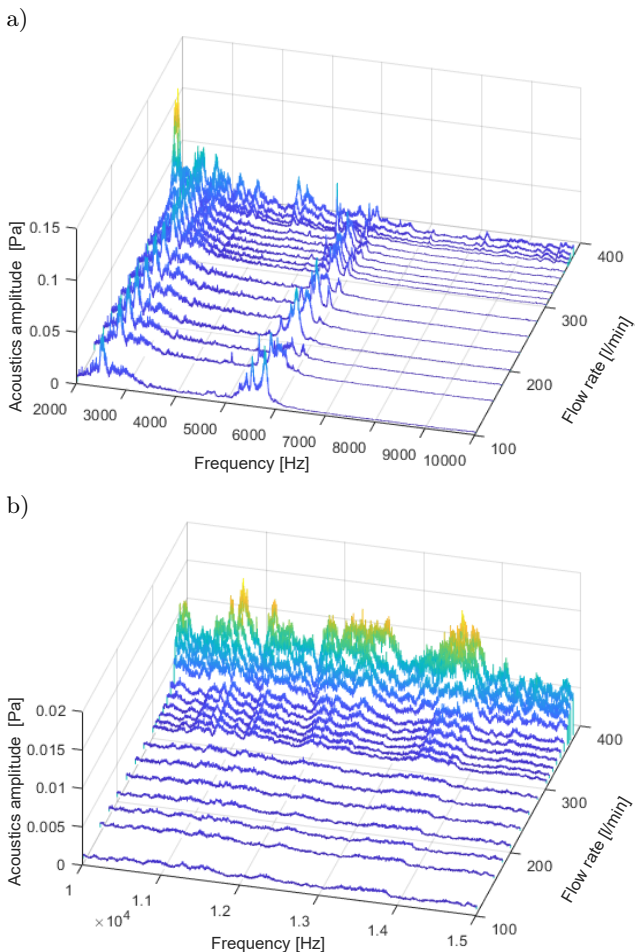 a)
Acoustics amplitude [Pa]
0.15
0.1
0.05
0
2000 3000 4000 5000 6000 7000 8000 9000 10000
Frequency [Hz]
100 200 300 400
Flow rate [l/min]
b)
Acoustics amplitude [Pa]
0.02
0.015
0.01
0.005
0
1 1.1 1.2 1.3 1.4 1.5
×10⁴
Frequency [Hz]
100 200 300 400
Flow rate [l/min]